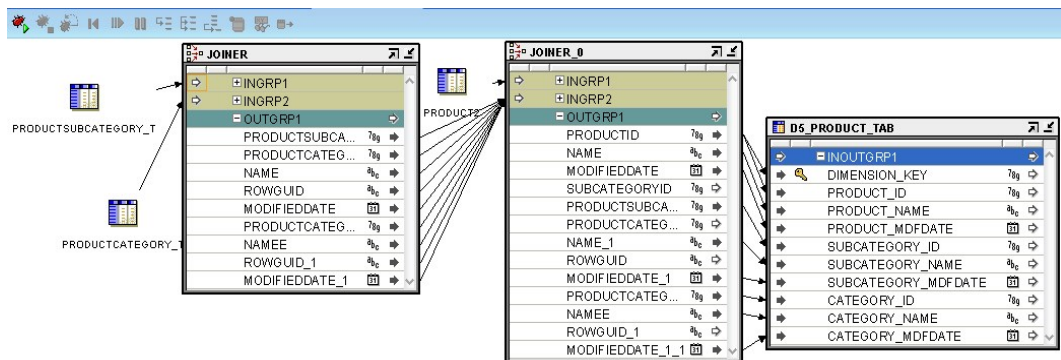 JOINER
INGRP1
INGRP2
OUTGRP1
PRODUCTSUBCA...
PRODUCTCATEG...
NAME
ROWGUID
MODIFIEDDATE
PRODUCTCATEG...
NAMEE
ROWGUID_1
MODIFIEDDATE_1
PRODUCTSUBCATEGORY_T
PRODUCTCATEGORY_T
PRODUCT2
JOINER_0
INGRP1
INGRP2
OUTGRP1
PRODUCTID
NAME
MODIFIEDDATE
SUBCATEGORYID
PRODUCTSUBCA...
PRODUCTCATEG...
NAME_1
ROWGUID
MODIFIEDDATE_1
PRODUCTCATEG...
NAMEE
ROWGUID_1
MODIFIEDDATE_1_1
D5_PRODUCT_TAB
INOUTGRP1
DIMENSION_KEY
PRODUCT_ID
PRODUCT_NAME
PRODUCT_MDFDATE
SUBCATEGORY_ID
SUBCATEGORY_NAME
SUBCATEGORY_MDFDATE
CATEGORY_ID
CATEGORY_NAME
CATEGORY_MDFDATE